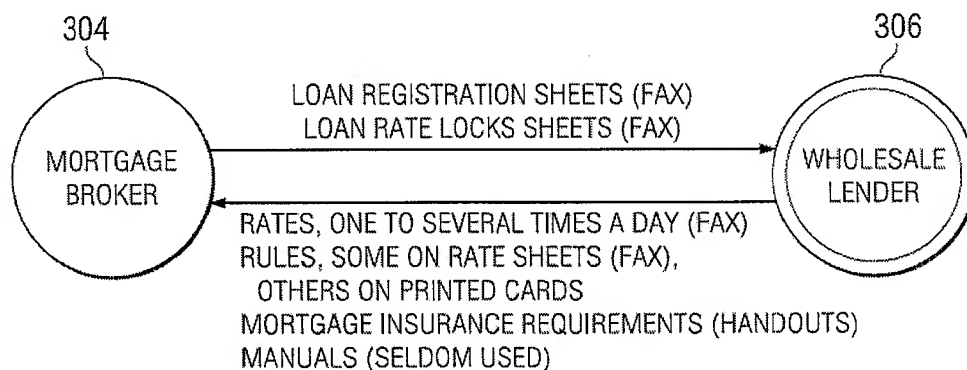 304
306
LOAN REGISTRATION SHEETS (FAX)
LOAN RATE LOCKS SHEETS (FAX)
MORTGAGE
BROKER
WHOLESALE
LENDER
RATES, ONE TO SEVERAL TIMES A DAY (FAX)
RULES, SOME ON RATE SHEETS (FAX),
OTHERS ON PRINTED CARDS
MORTGAGE INSURANCE REQUIREMENTS (HANDOUTS)
MANUALS (SELDOM USED)